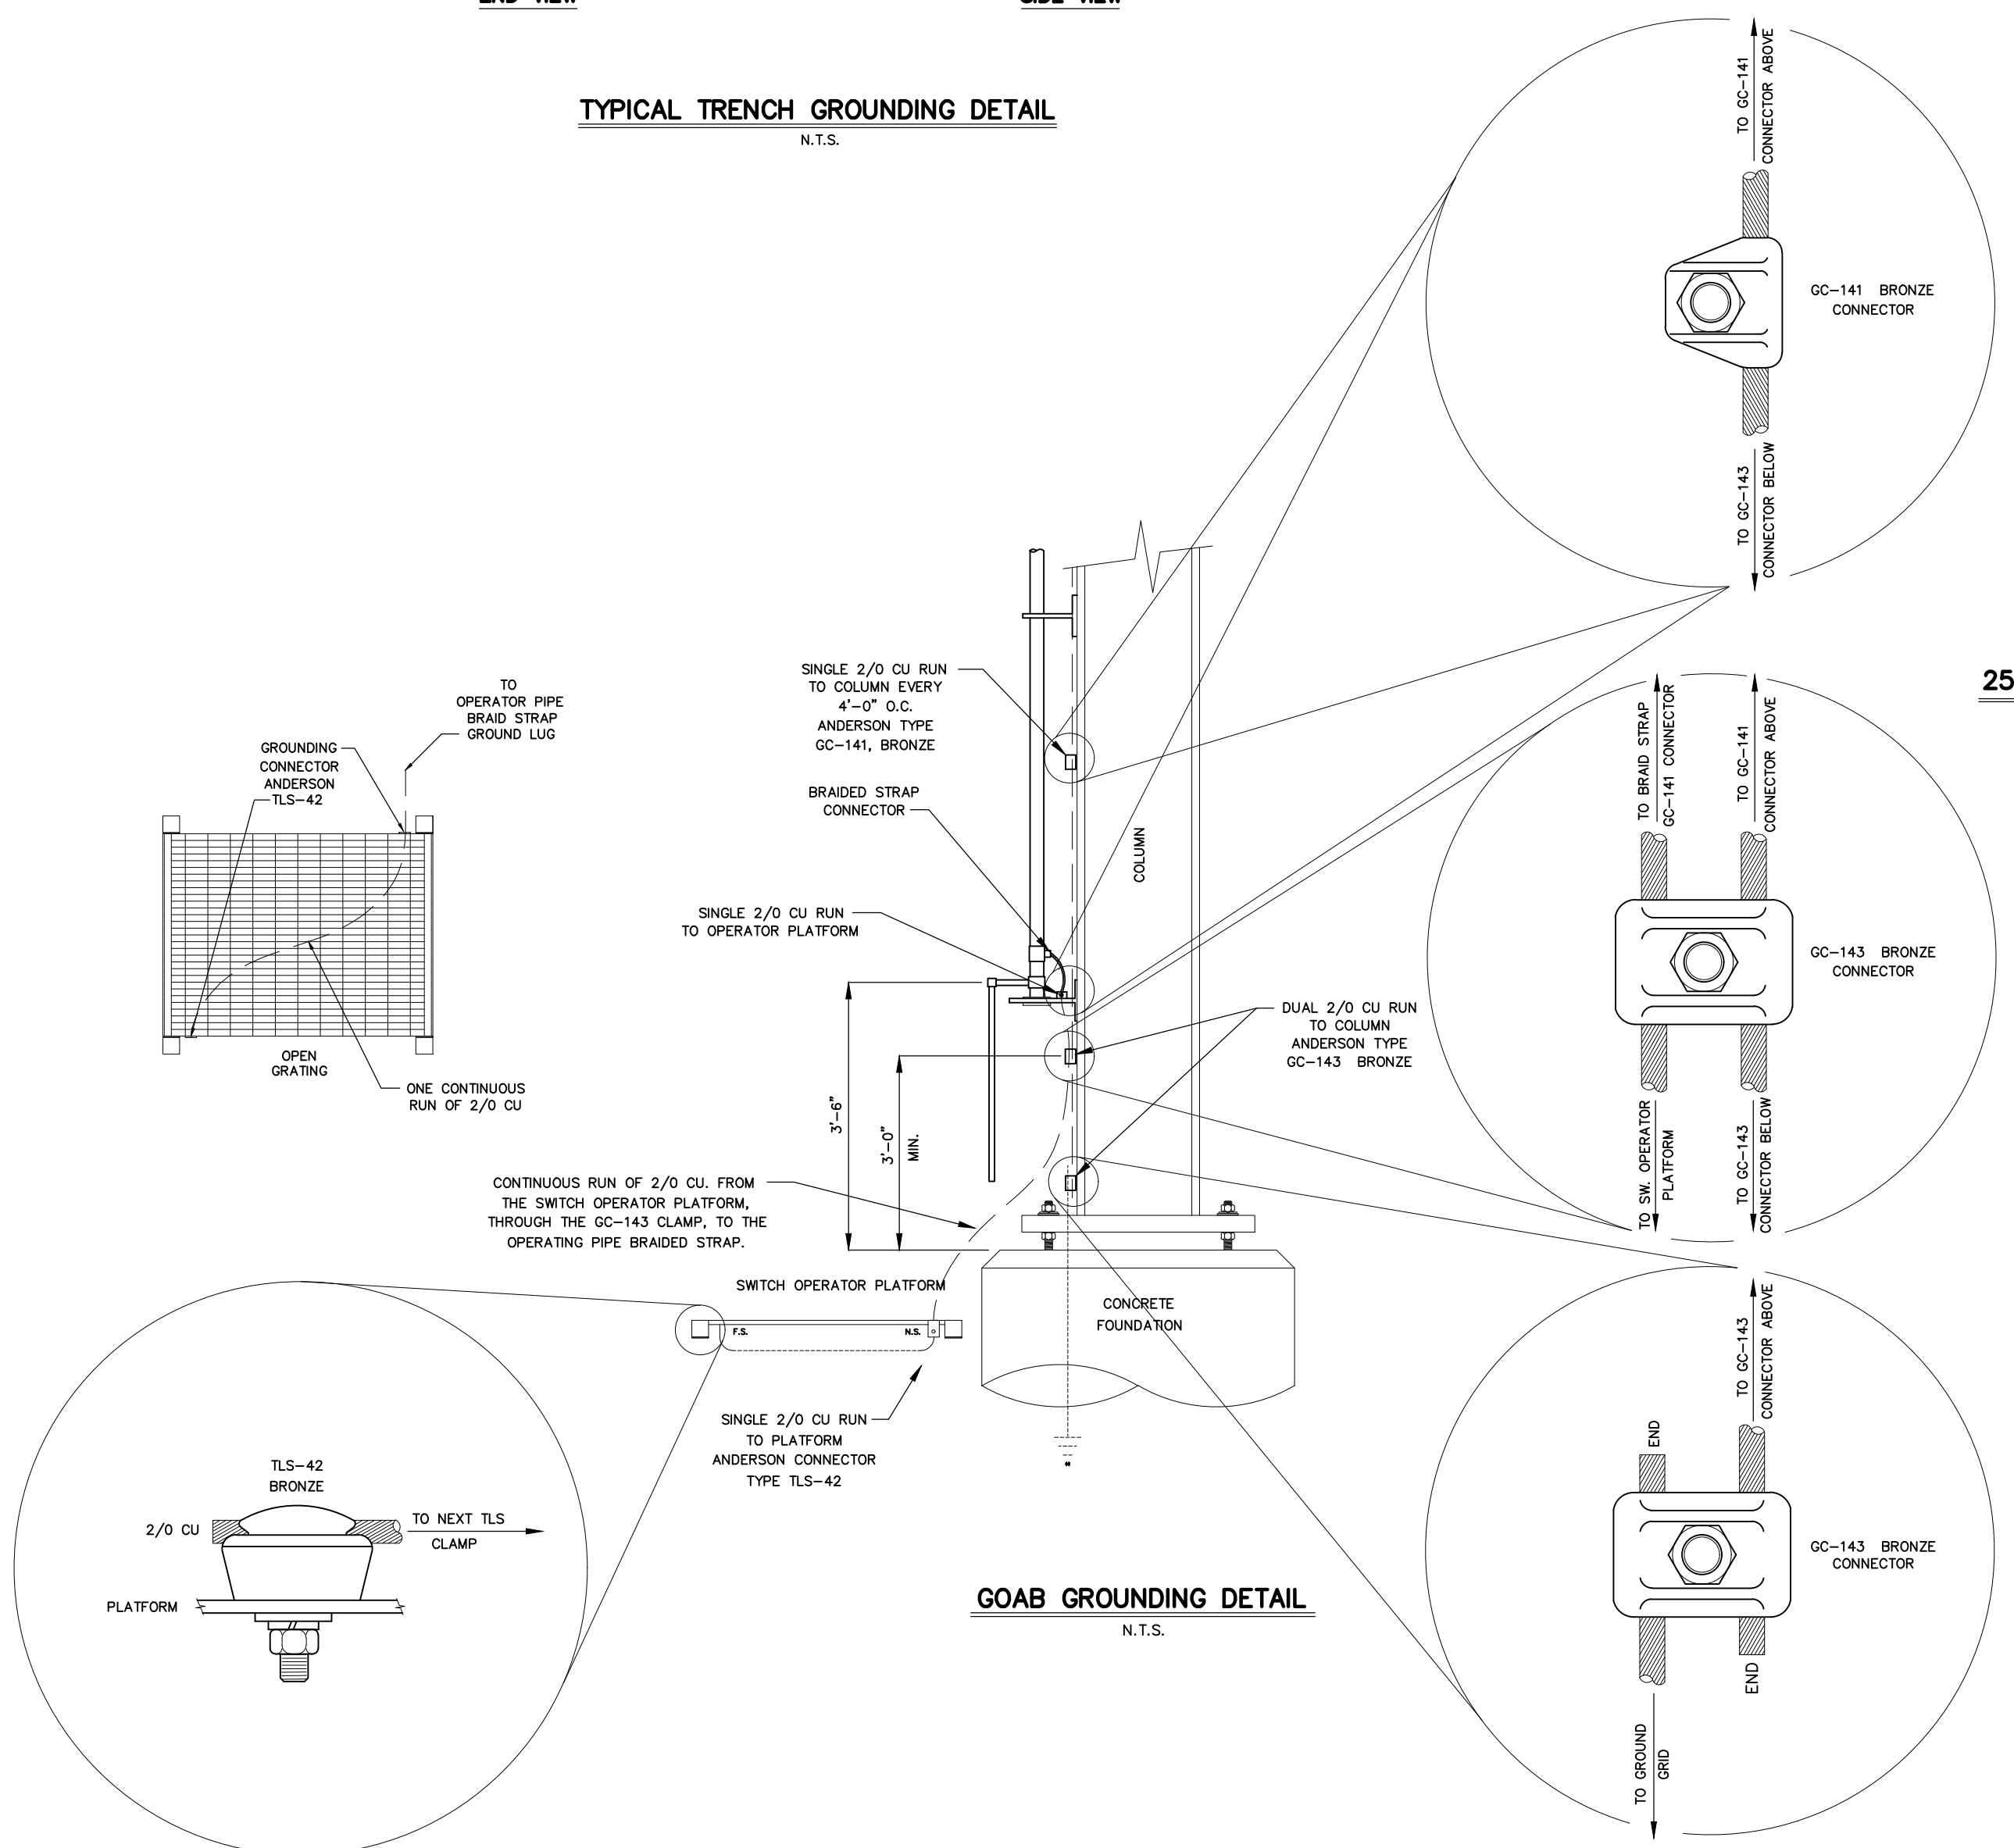 END VIEW
SIDE VIEW
TYPICAL TRENCH GROUNDING DETAIL
N.T.S.
TO GC-141
CONNECTOR ABOVE
GC-141 BRONZE
CONNECTOR
TO GC-143
CONNECTOR BELOW
25
SINGLE 2/0 CU RUN
TO COLUMN EVERY
4'-0" O.C.
ANDERSON TYPE
GC-141, BRONZE
BRAIDED STRAP
CONNECTOR
COLUMN
SINGLE 2/0 CU RUN
TO OPERATOR PLATFORM
TO
OPERATOR PIPE
BRAID STRAP
GROUND LUG
GROUNDING
CONNECTOR
ANDERSON
TLS-42
OPEN
GRATING
ONE CONTINUOUS
RUN OF 2/0 CU
DUAL 2/0 CU RUN
TO COLUMN
ANDERSON TYPE
GC-143 BRONZE
3'-6"
3'-0"
MIN.
TO BRAID STRAP
GC-141 CONNECTOR
TO GC-141
CONNECTOR ABOVE
GC-143 BRONZE
CONNECTOR
TO SW. OPERATOR
PLATFORM
TO GC-143
CONNECTOR BELOW
CONTINUOUS RUN OF 2/0 CU. FROM
THE SWITCH OPERATOR PLATFORM,
THROUGH THE GC-143 CLAMP, TO THE
OPERATING PIPE BRAIDED STRAP.
SWITCH OPERATOR PLATFORM
F.S.
N.S.
CONCRETE
FOUNDATION
SINGLE 2/0 CU RUN
TO PLATFORM
ANDERSON CONNECTOR
TYPE TLS-42
TLS-42
BRONZE
2/0 CU
TO NEXT TLS
CLAMP
PLATFORM
GOAB GROUNDING DETAIL
N.T.S.
TO GC-143
CONNECTOR ABOVE
END
GC-143 BRONZE
CONNECTOR
END
TO GROUND
GRID